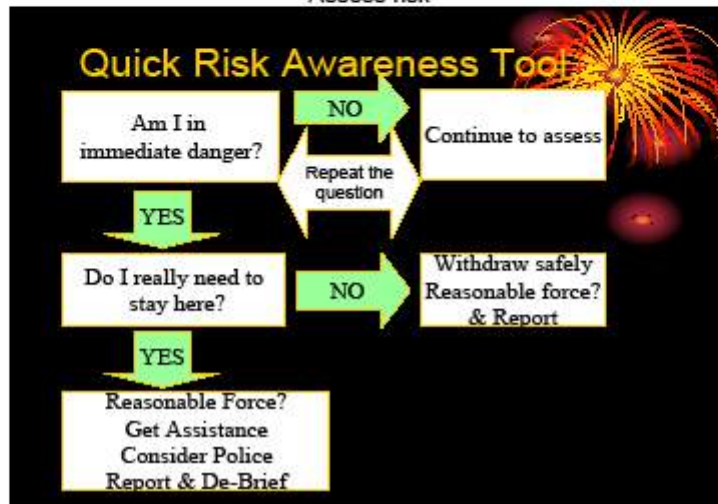 Assess risk
Quick Risk Awareness Tool
Am I in
immediate danger?
NO
Continue to assess
Repeat the
question
YES
Do I really need to
stay here?
NO
Withdraw safely
Reasonable force?
& Report
YES
Reasonable Force?
Get Assistance
Consider Police
Report & De-Brief